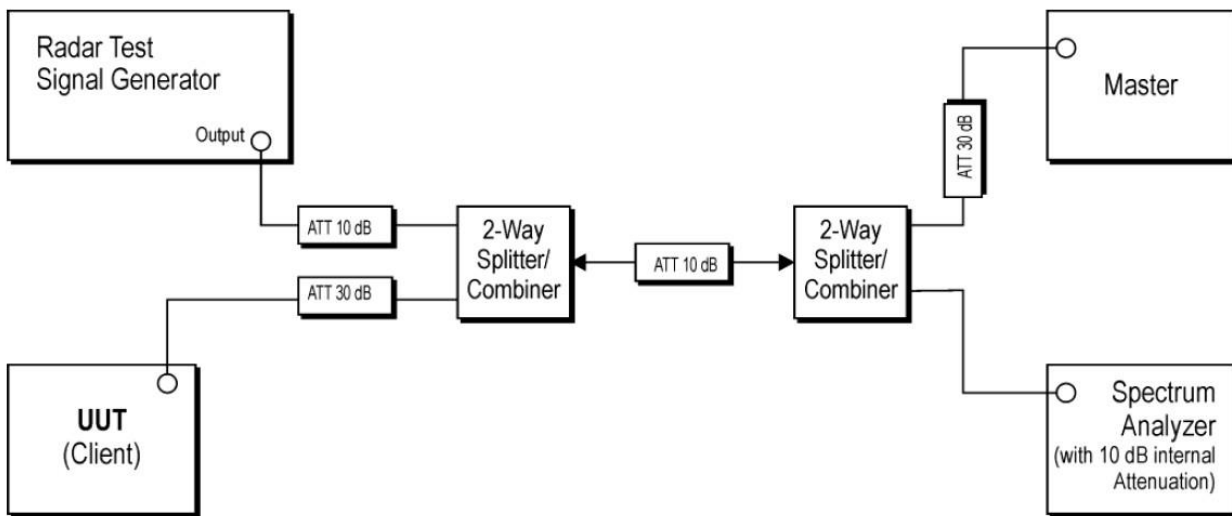 Radar Test
Signal Generator
Output
ATT 10 dB
ATT 30 dB
UUT
(Client)
2-Way
Splitter/
Combiner
ATT 10 dB
2-Way
Splitter/
Combiner
ATT 30 dB
Master
Spectrum
Analyzer
(with 10 dB internal
Attenuation)